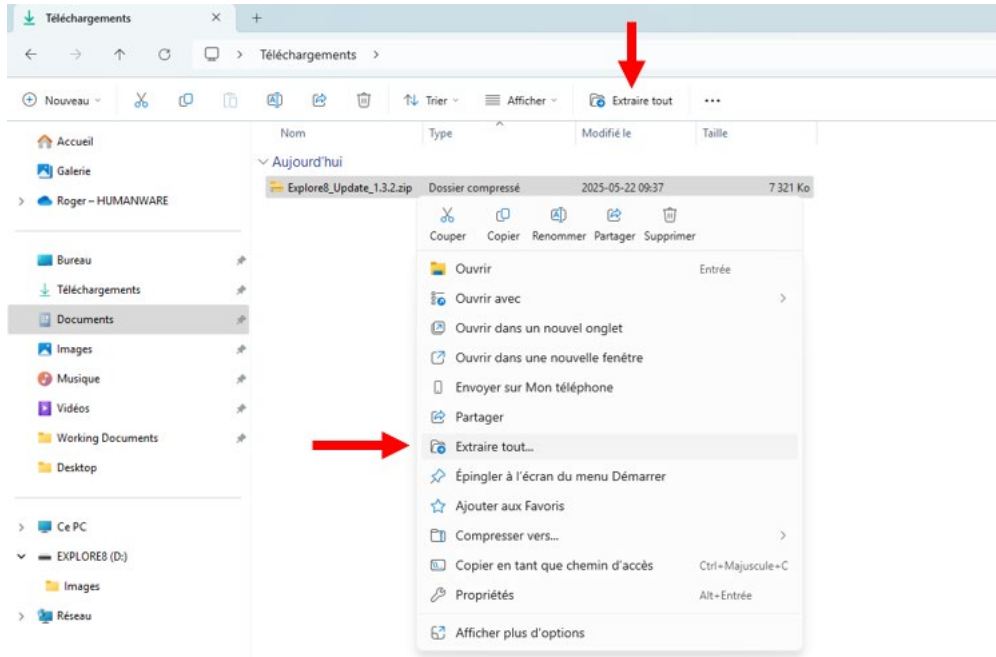 Téléchargements
Téléchargements
Nouveau Trier Afficher Extraire tout
Accueil
Galerie
Roger – HUMANWARE
Bureau
Téléchargements
Documents
Images
Musique
Vidéos
Working Documents
Desktop
Ce PC
EXPLORE8 (D:)
Images
Réseau
Nom Type Modifié le Taille
Aujourd'hui
Explore8_Update_1.3.2.zip Dossier compressé 2025-05-22 09:37 7 321 Ko
Couper Copier Renommer Partager Supprimer
Ouvrir Entrée
Ouvrir avec
Ouvrir dans un nouvel onglet
Ouvrir dans une nouvelle fenêtre
Envoyer sur Mon téléphone
Partager
Extraire tout...
Épingler à l'écran du menu Démarrer
Ajouter aux Favoris
Compresser vers...
Copier en tant que chemin d'accès Ctrl+Majuscule+C
Propriétés Alt+Entrée
Afficher plus d'options